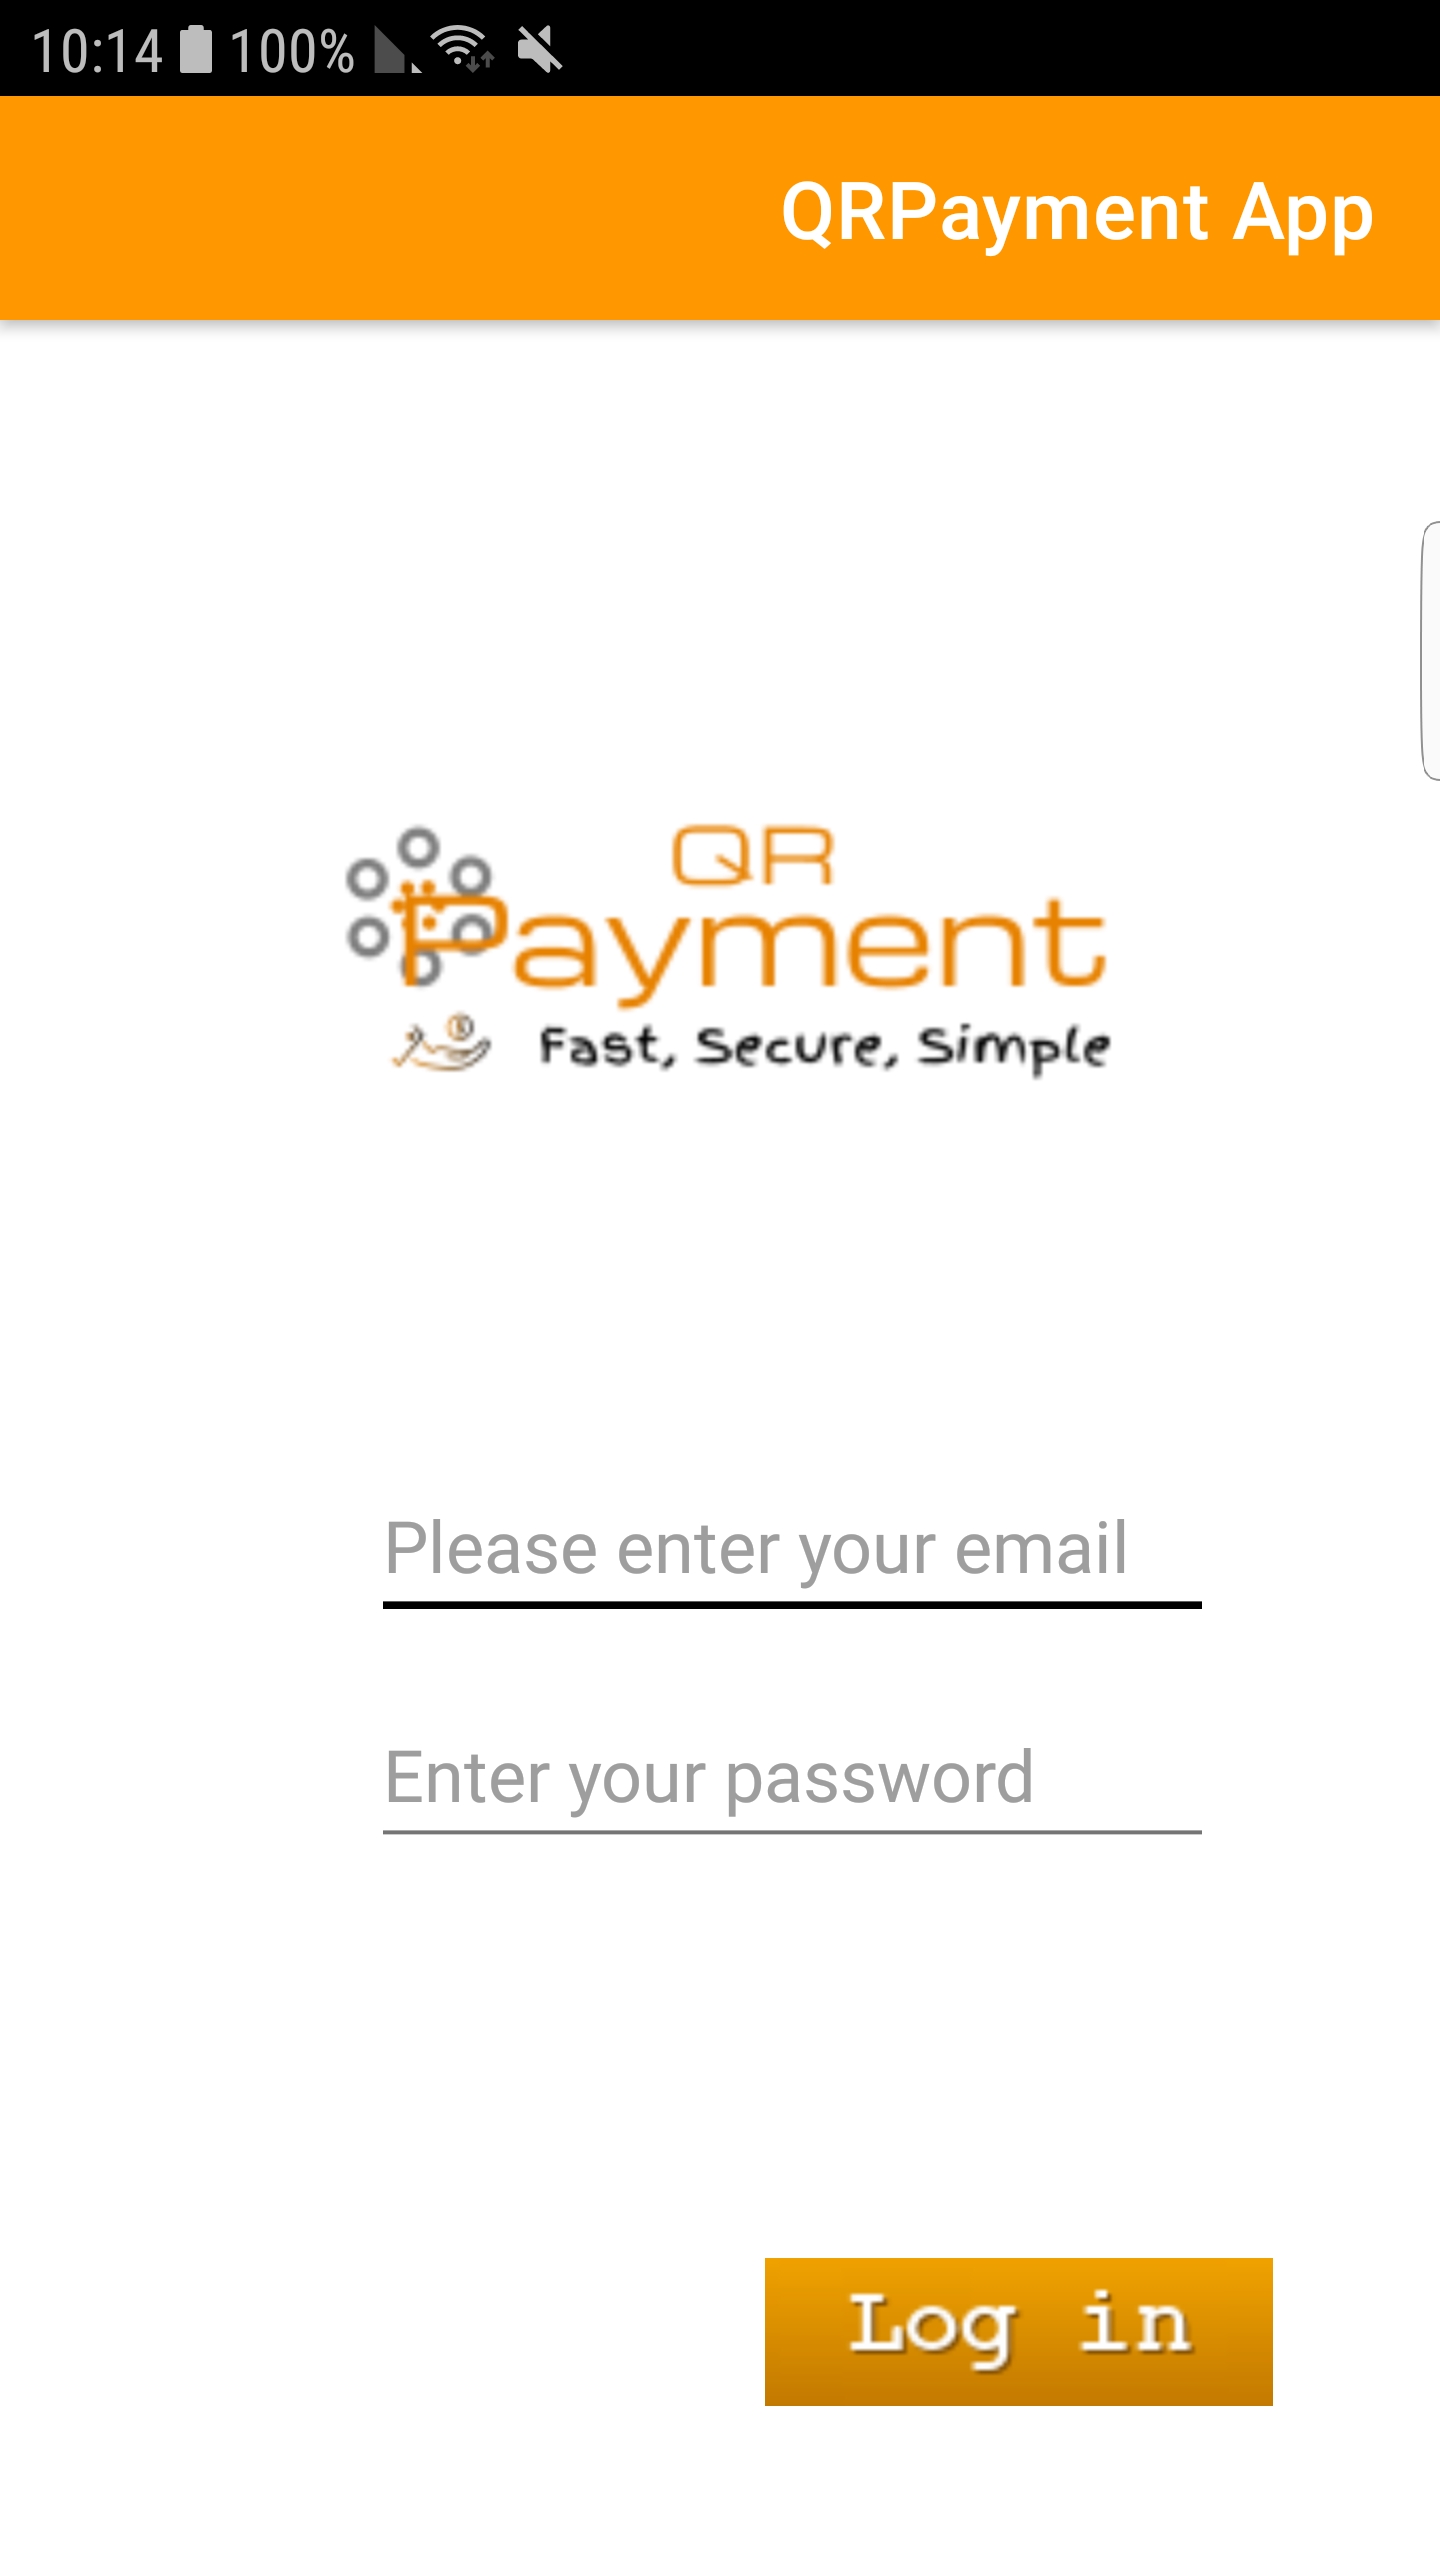 10:14 100%
QRPayment App
QR
Payment
Fast, Secure, Simple
Please enter your email
Enter your password
Log in